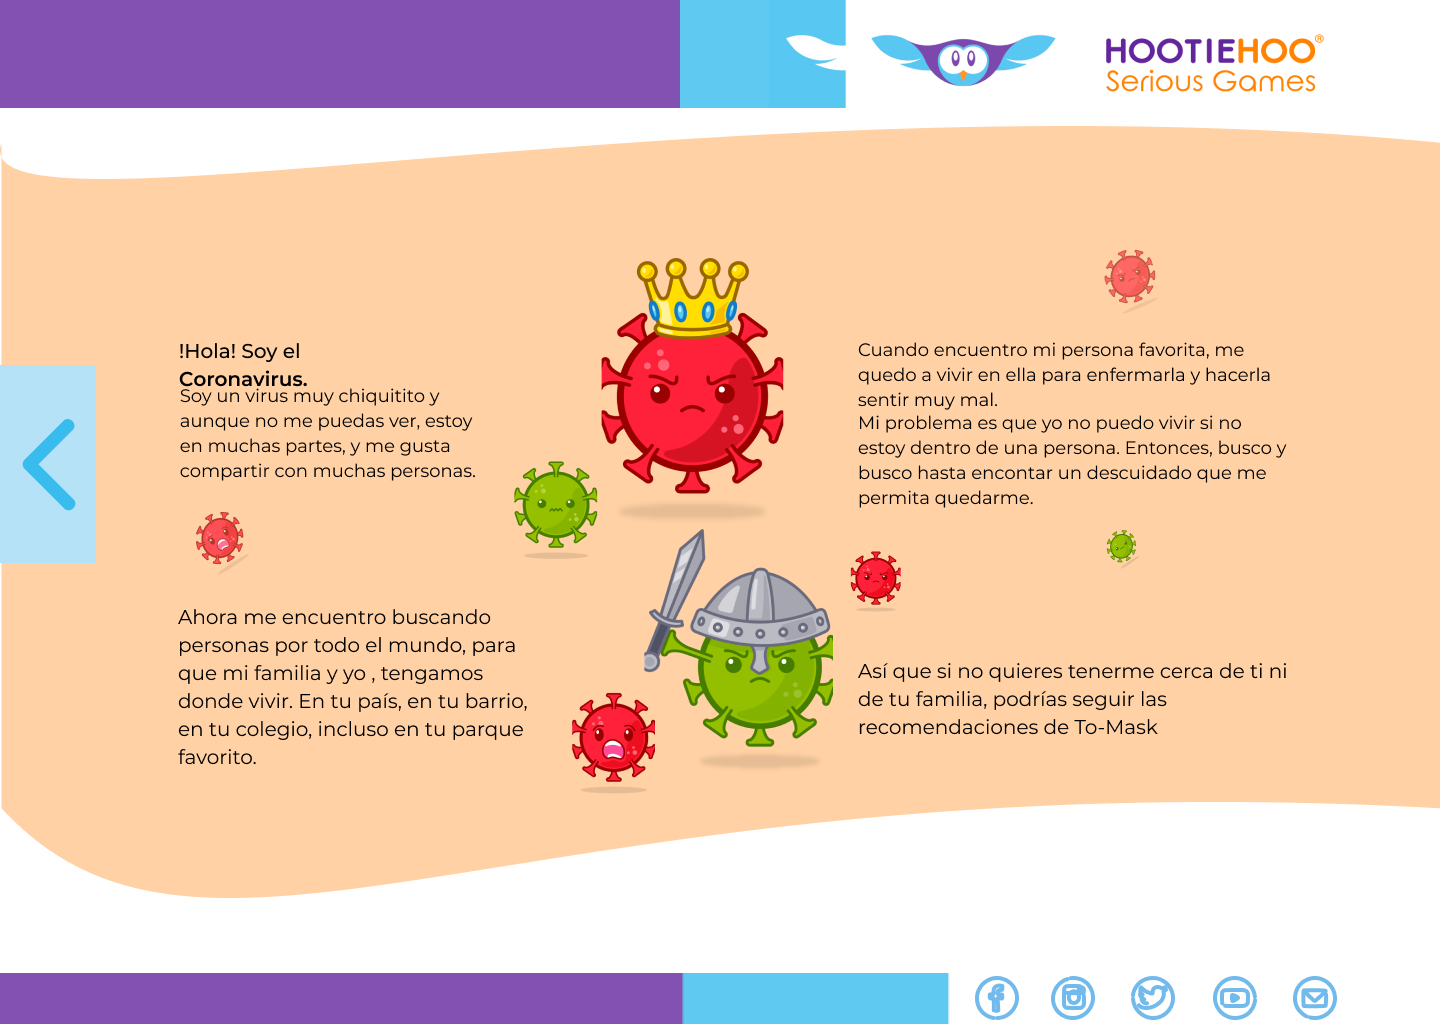 HOOTIEHOO®
Serious Games
!Hola! Soy el
Coronavirus.
Soy un virus muy chiquitito y
aunque no me puedas ver, estoy
en muchas partes, y me gusta
compartir con muchas personas.
Ahora me encuentro buscando
personas por todo el mundo, para
que mi familia y yo , tengamos
donde vivir. En tu país, en tu barrio,
en tu colegio, incluso en tu parque
favorito.
Cuando encuentro mi persona favorita, me
quedo a vivir en ella para enfermarla y hacerla
sentir muy mal.
Mi problema es que yo no puedo vivir si no
estoy dentro de una persona. Entonces, busco y
busco hasta encontar un descuidado que me
permita quedarme.
Así que si no quieres tenerme cerca de ti ni
de tu familia, podrías seguir las
recomendaciones de To-Mask